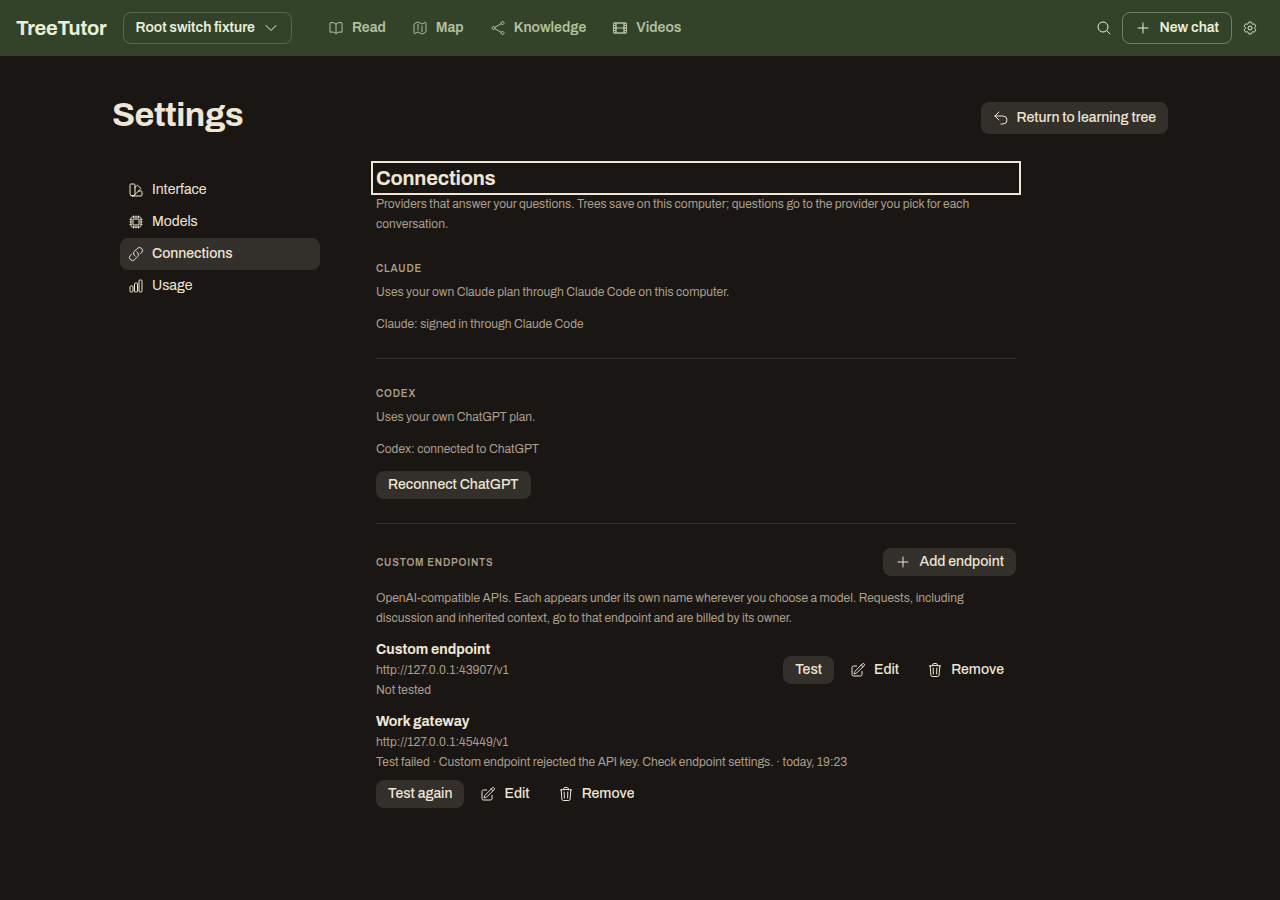 TreeTutor
Root switch fixture
Read
Map
Knowledge
Videos
New chat
Settings
Return to learning tree
Interface
Models
Connections
Usage
Connections
Providers that answer your questions. Trees save on this computer; questions go to the provider you pick for each
conversation.
CLAUDE
Uses your own Claude plan through Claude Code on this computer.
Claude: signed in through Claude Code
CODEX
Uses your own ChatGPT plan.
Codex: connected to ChatGPT
Reconnect ChatGPT
CUSTOM ENDPOINTS
Add endpoint
OpenAI-compatible APIs. Each appears under its own name wherever you choose a model. Requests, including
discussion and inherited context, go to that endpoint and are billed by its owner.
Custom endpoint
http://127.0.0.1:43907/v1
Not tested
Test
Edit
Remove
Work gateway
http://127.0.0.1:45449/v1
Test failed · Custom endpoint rejected the API key. Check endpoint settings. · today, 19:23
Test again
Edit
Remove